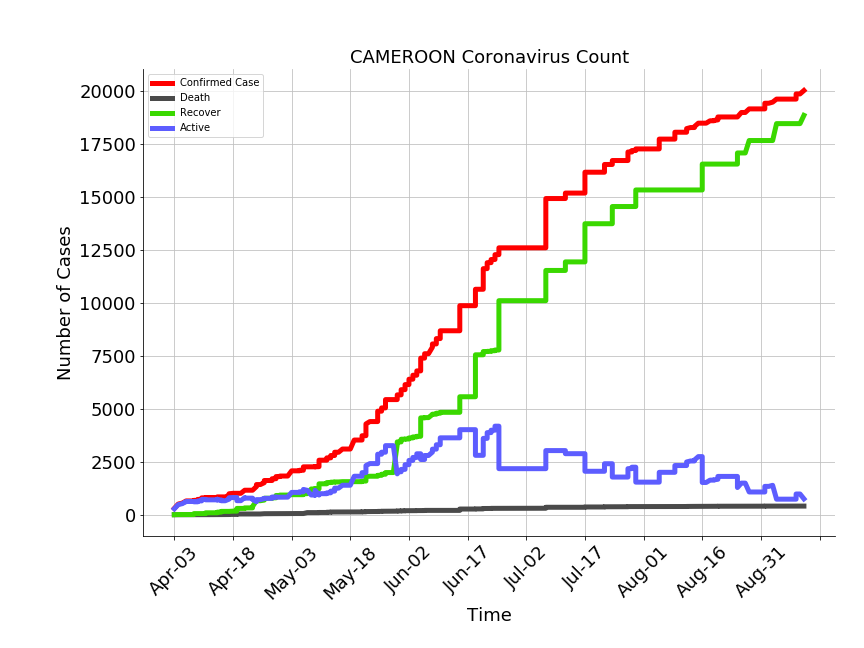 CAMEROON Coronavirus Count
Confirmed Case
Death
Recover
Active
20000
17500
15000
12500
10000
7500
5000
2500
0
Number of Cases
Apr-03
Apr-18
May-03
May-18
Jun-02
Jun-17
Jul-02
Jul-17
Aug-01
Aug-16
Aug-31
Time